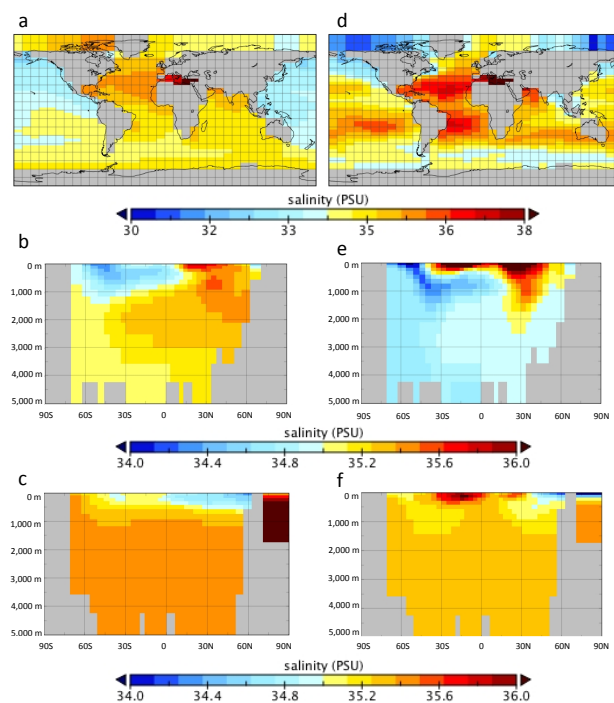 a
d
salinity (PSU)
30 32 33 35 36 38
b
e
0 m
1,000 m
2,000 m
3,000 m
4,000 m
5,000 m
90S 60S 30S 0 30N 60N 90N
0 m
1,000 m
2,000 m
3,000 m
4,000 m
5,000 m
90S 60S 30S 0 30N 60N 90N
salinity (PSU)
34.0 34.4 34.8 35.2 35.6 36.0
c
f
0 m
1,000 m
2,000 m
3,000 m
4,000 m
5,000 m
90S 60S 30S 0 30N 60N 90N
0 m
1,000 m
2,000 m
3,000 m
4,000 m
5,000 m
90S 60S 30S 0 30N 60N 90N
salinity (PSU)
34.0 34.4 34.8 35.2 35.6 36.0